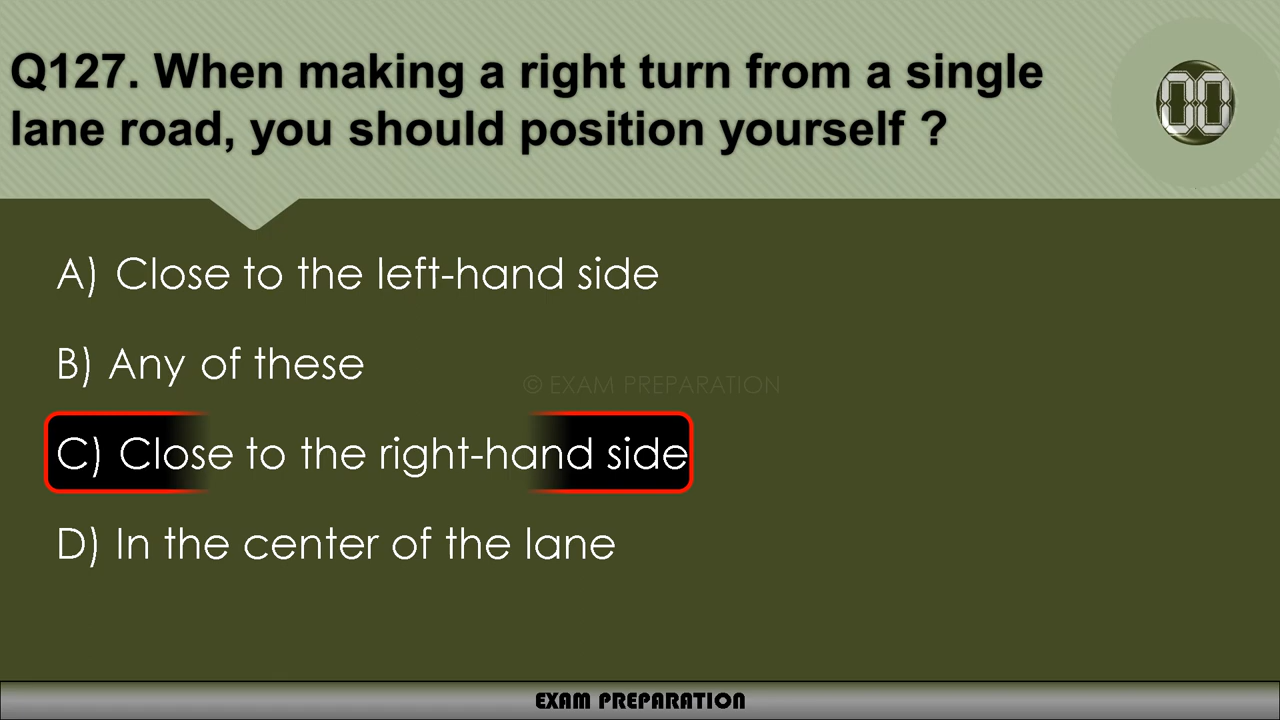 Q127. When making a right turn from a single
lane road, you should position yourself ?
00
A) Close to the left-hand side
B) Any of these
© EXAM PREPARATION
C) Close to the right-hand side
D) In the center of the lane
EXAM PREPARATION